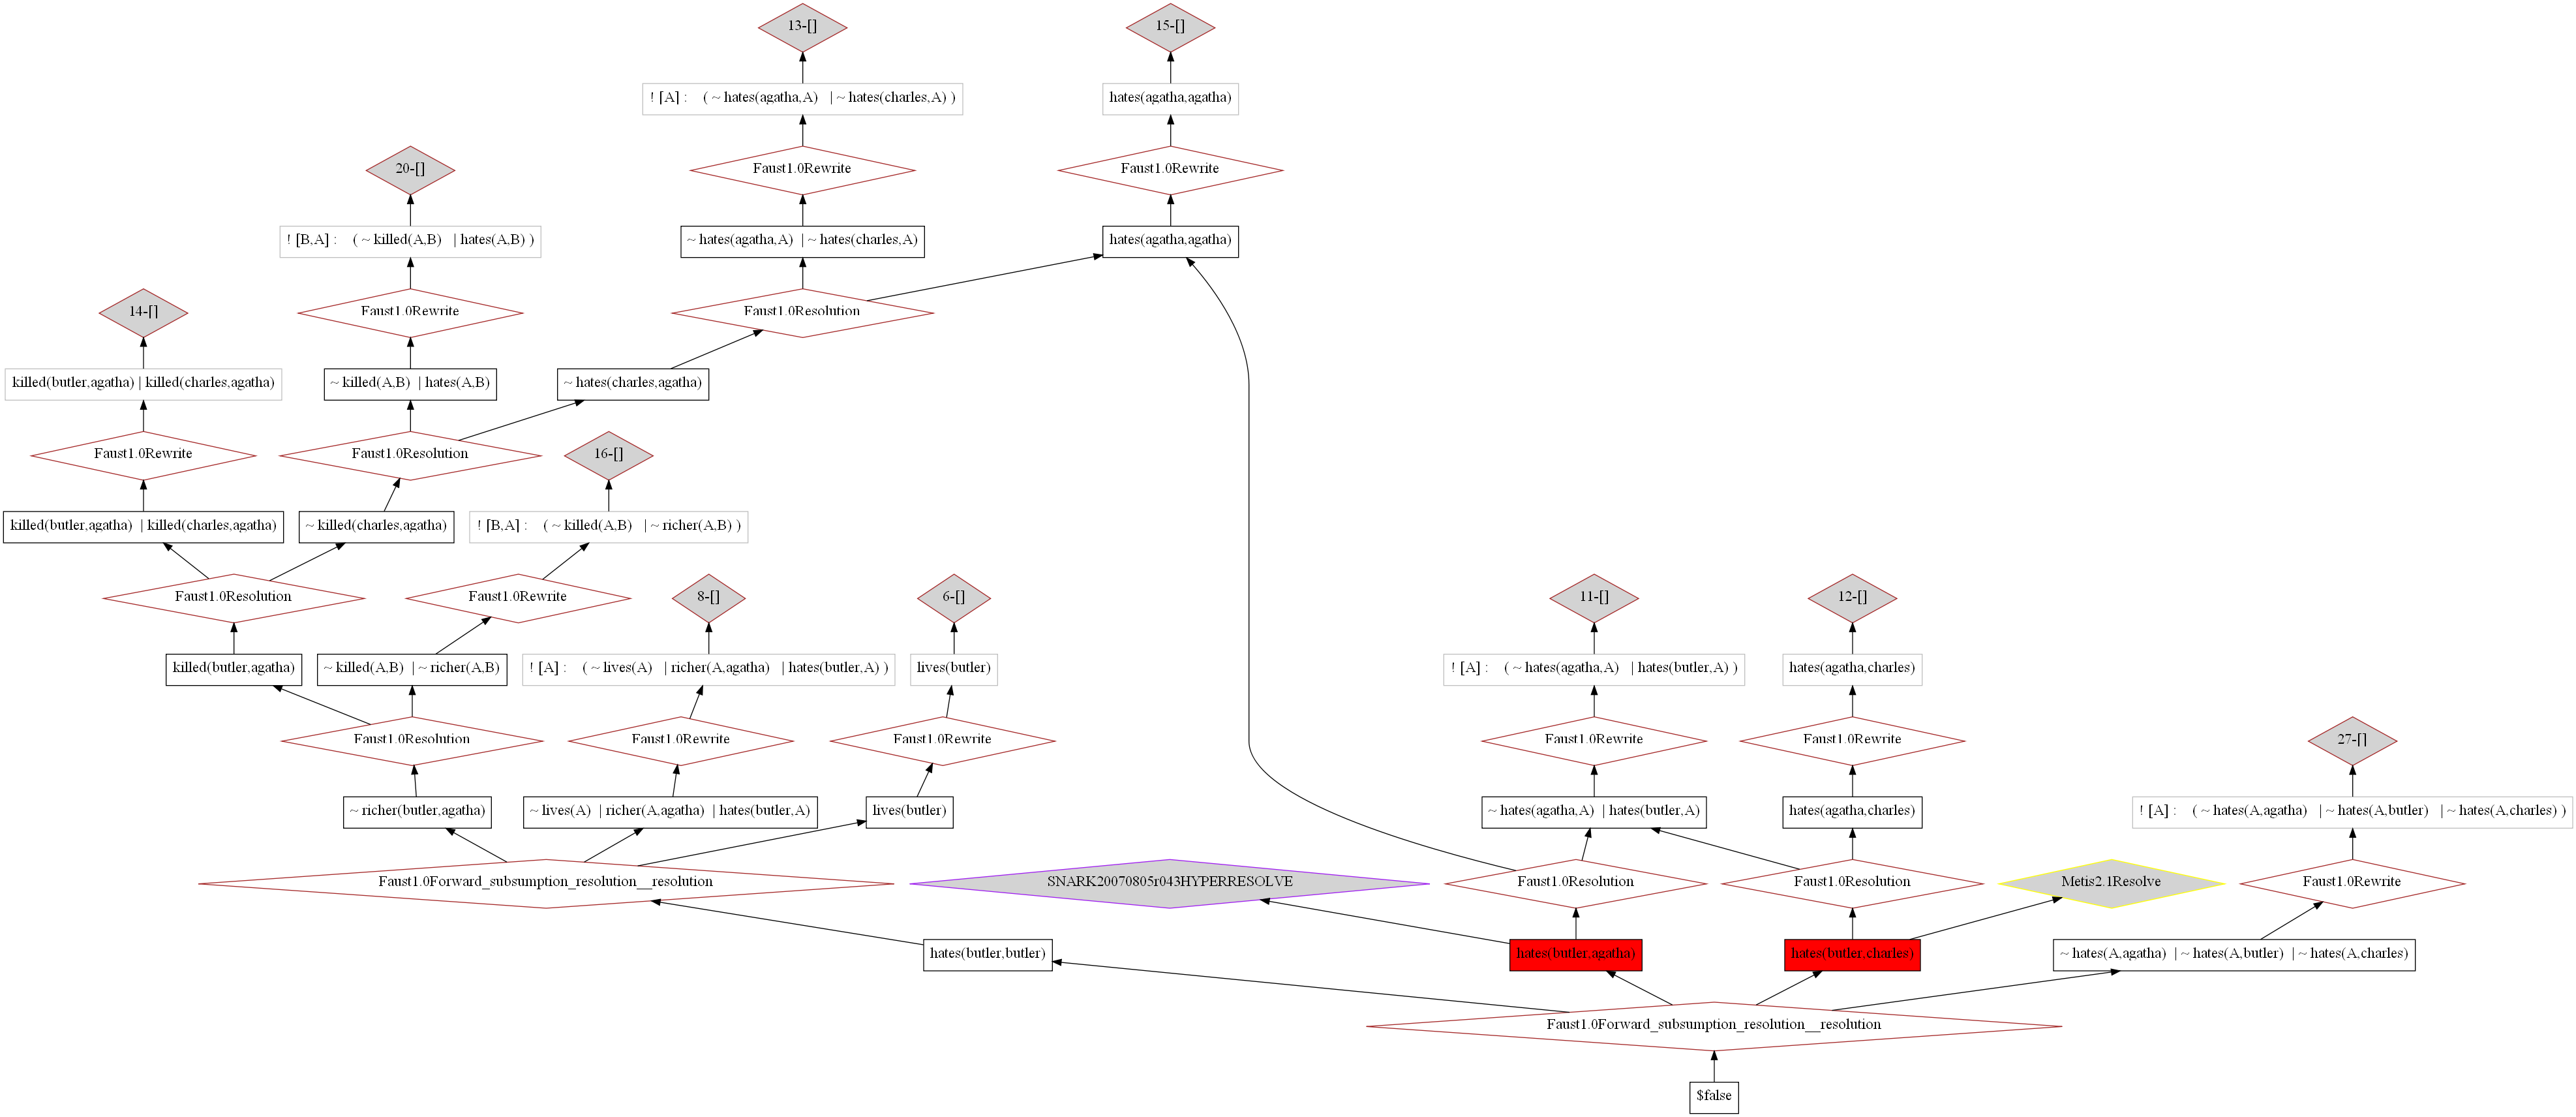 13-[]
15-[]
! [A] : ( ~ hates(agatha,A) | ~ hates(charles,A) )
hates(agatha,agatha)
20-[]
Faust1.0Rewrite
Faust1.0Rewrite
! [B,A] : ( ~ killed(A,B) | hates(A,B) )
~ hates(agatha,A) | ~ hates(charles,A)
hates(agatha,agatha)
14-[]
Faust1.0Rewrite
Faust1.0Resolution
killed(butler,agatha) | killed(charles,agatha)
~ killed(A,B) | hates(A,B)
~ hates(charles,agatha)
Faust1.0Rewrite
Faust1.0Resolution
16-[]
killed(butler,agatha) | killed(charles,agatha)
~ killed(charles,agatha)
! [B,A] : ( ~ killed(A,B) | ~ richer(A,B) )
Faust1.0Resolution
Faust1.0Rewrite
8-[]
6-[]
11-[]
12-[]
killed(butler,agatha)
~ killed(A,B) | ~ richer(A,B)
! [A] : ( ~ lives(A) | richer(A,agatha) | hates(butler,A) )
lives(butler)
! [A] : ( ~ hates(agatha,A) | hates(butler,A) )
hates(agatha,charles)
Faust1.0Resolution
Faust1.0Rewrite
Faust1.0Rewrite
Faust1.0Rewrite
Faust1.0Rewrite
27-[]
~ richer(butler,agatha)
~ lives(A) | richer(A,agatha) | hates(butler,A)
lives(butler)
~ hates(agatha,A) | hates(butler,A)
hates(agatha,charles)
! [A] : ( ~ hates(A,agatha) | ~ hates(A,butler) | ~ hates(A,charles) )
Faust1.0Forward_subsumption_resolution__resolution
SNARK20070805r043HYPERRESOLVE
Faust1.0Resolution
Faust1.0Resolution
Metis2.1Resolve
Faust1.0Rewrite
hates(butler,butler)
hates(butler,agatha)
hates(butler,charles)
~ hates(A,agatha) | ~ hates(A,butler) | ~ hates(A,charles)
Faust1.0Forward_subsumption_resolution__resolution
$false